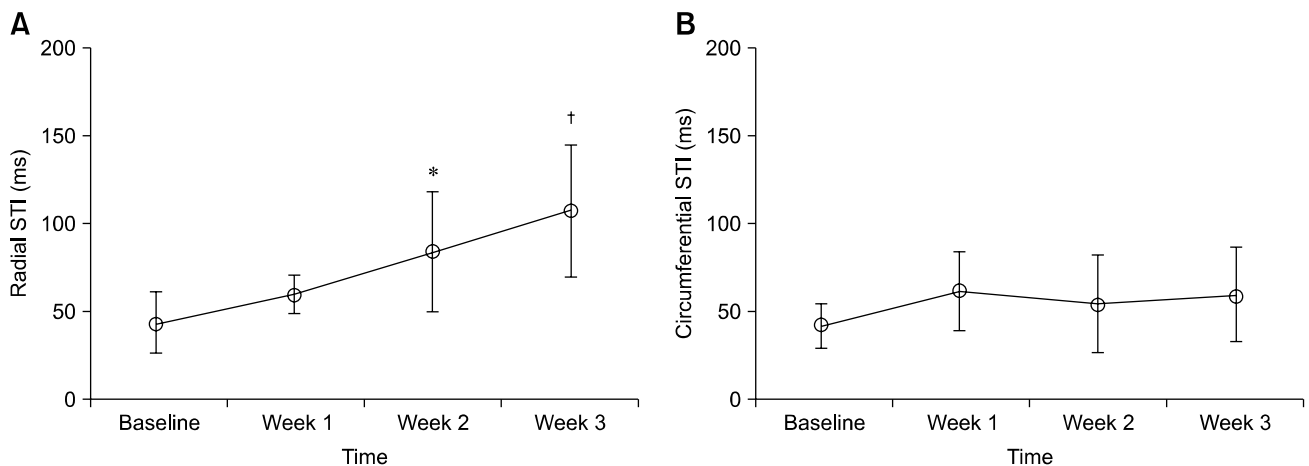 A
Radial STI (ms)
200
150
100
50
0
*
†
Baseline
Week 1
Week 2
Week 3
Time
B
Circumferential STI (ms)
200
150
100
50
0
Baseline
Week 1
Week 2
Week 3
Time